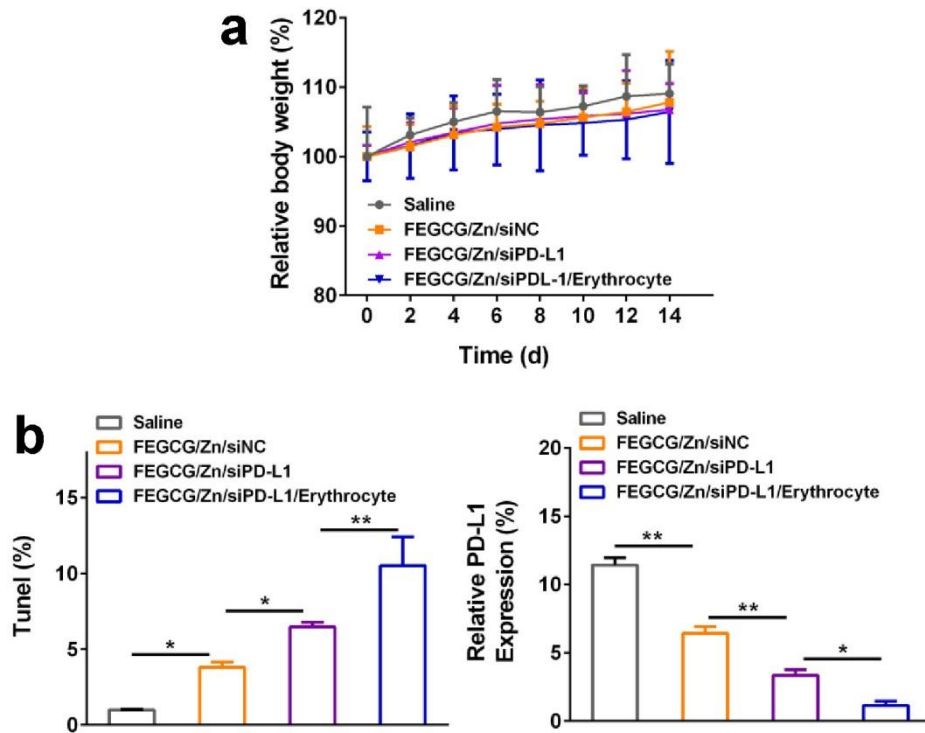 a
Relative body weight (%)
120
110
100
90
80
Saline
FEGCG/Zn/siNC
FEGCG/Zn/siPD-L1
FEGCG/Zn/siPDL-1/Erythrocyte
0 2 4 6 8 10 12 14
Time (d)
b
Saline
FEGCG/Zn/siNC
FEGCG/Zn/siPD-L1
FEGCG/Zn/siPD-L1/Erythrocyte
Tunel (%)
15
10
5
0
*
*
**
Saline
FEGCG/Zn/siNC
FEGCG/Zn/siPD-L1
FEGCG/Zn/siPD-L1/Erythrocyte
Relative PD-L1
Expression (%)
20
15
10
5
0
**
**
*